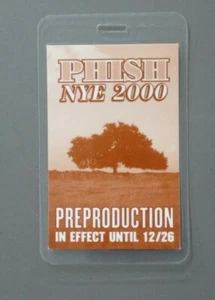 PHISH
NYE 2000
PREPRODUCTION
IN EFFECT UNTIL 12/26